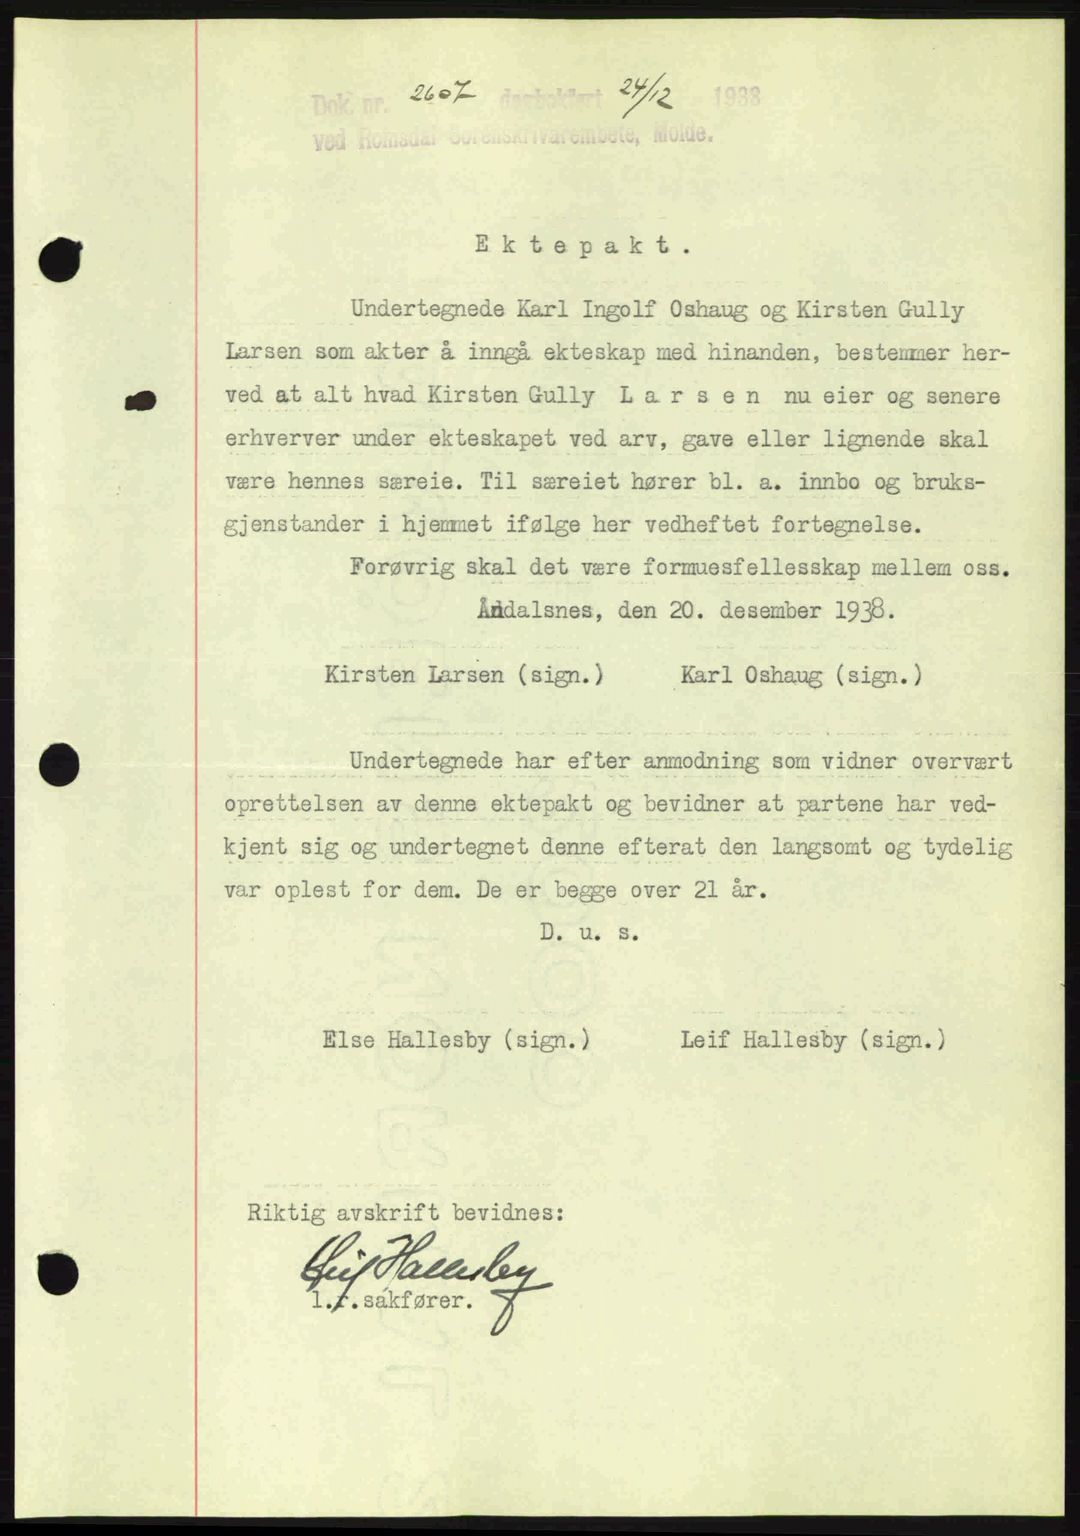 Dok. nr. 2607 dagbokført 24/12 1938
ved Romsdal Sorenskrivarembete, Molde.
Ektepakt.
Undertegnede Karl Ingolf Oshaug og Kirsten Gully
Larsen som akter å inngå ekteskap med hinanden, bestemmer her-
ved at alt hvad Kirsten Gully L a r s e n nu eier og senere
erhverver under ekteskapet ved arv, gave eller lignende skal
være hennes særeie. Til særeiet hører bl. a. innbo og bruks-
gjenstander i hjemmet ifølge her vedheftet fortegnelse.
Forøvrig skal det være formuesfellesskap mellem oss.
Åndalsnes, den 20. desember 1938.
Kirsten Larsen (sign.) Karl Oshaug (sign.)
Undertegnede har efter anmodning som vidner overvært
oprettelsen av denne ektepakt og bevidner at partene har ved-
kjent sig og undertegnet denne efterat den langsomt og tydelig
var oplest for dem. De er begge over 21 år.
D. u. s.
Else Hallesby (sign.) Leif Hallesby (sign.)
Riktig avskrift bevidnes:
Leif Hallesby
l.r.sakfører.